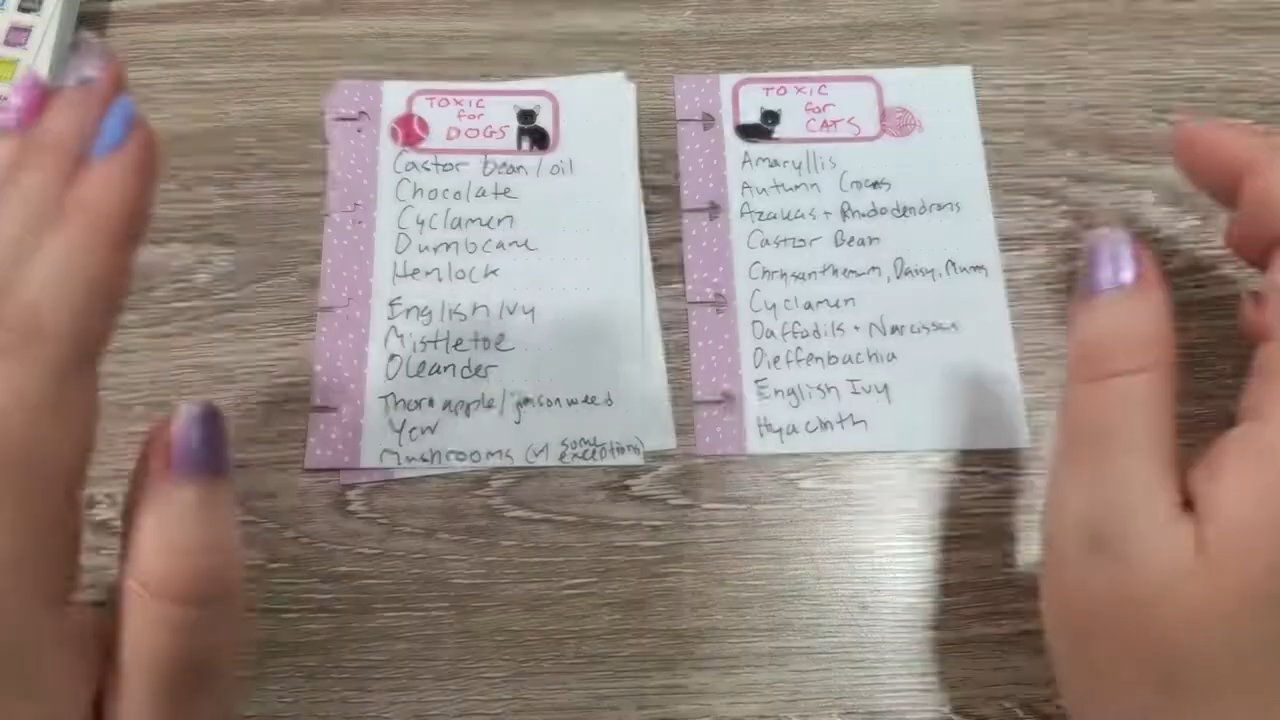 TOXIC
for
DOGS
Castor bean/oil
Chocolate
Cyclamen
Dumbcane
Hemlock
English Ivy
Mistletoe
Oleander
Thorn apple/jimsonweed
Yew
Mushrooms (w/ some exceptions)
TOXIC
for
CATS
Amaryllis
Autumn Crocus
Azaleas + Rhododendrons
Castor Bean
Chrysanthemum, Daisy, Mums
Cyclamen
Daffodils + Narcissus
Dieffenbachia
English Ivy
Hyacinth